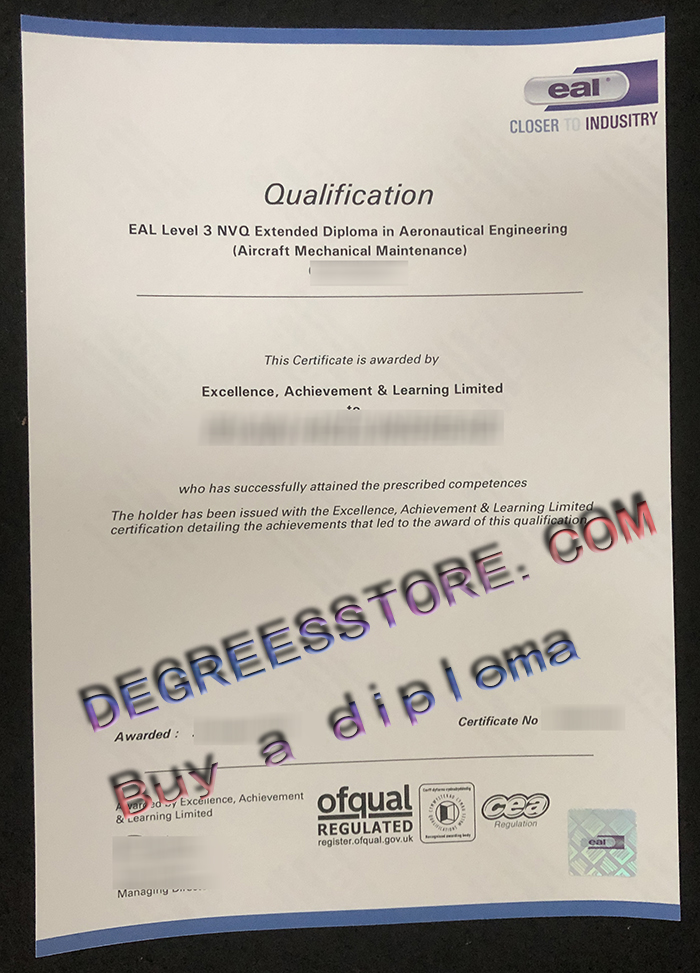 eal
CLOSER TO INDUSITRY
Qualification
EAL Level 3 NVQ Extended Diploma in Aeronautical Engineering
(Aircraft Mechanical Maintenance)
This Certificate is awarded by
Excellence, Achievement & Learning Limited
to
who has successfully attained the prescribed competences
The holder has been issued with the Excellence, Achievement & Learning Limited
certification detailing the achievements that led to the award of this qualification
DEGREESSTORE. COM
Buy a diploma
Awarded :
Certificate No
Awarded by Excellence, Achievement
& Learning Limited
Managing
ofqual
REGULATED
register.ofqual.gov.uk
cea
Regulation
eal